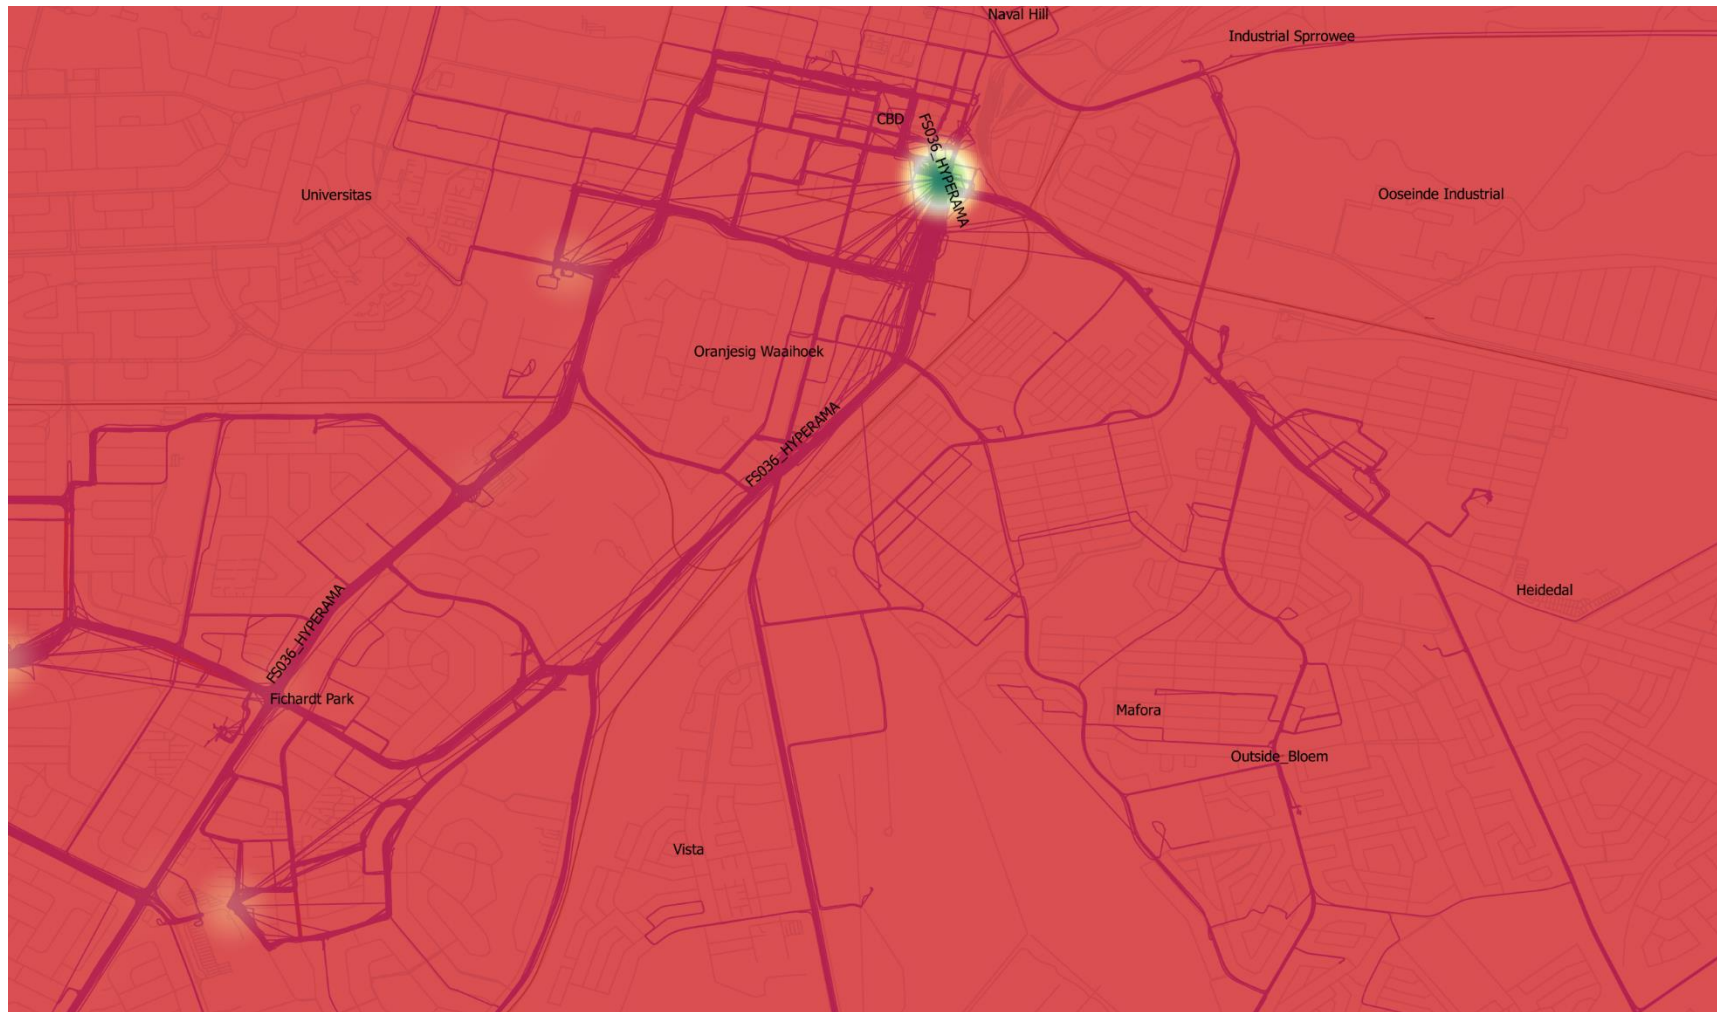 Naval Hill
Industrial Sprrowee
CBD
FS036_HYPERAMA
Universitas
Ooseinde Industrial
Oranjesig Waaihoek
FS036_HYPERAMA
FS036_HYPERAMA
Heidedal
Fichardt Park
Mafora
Outside_Bloem
Vista